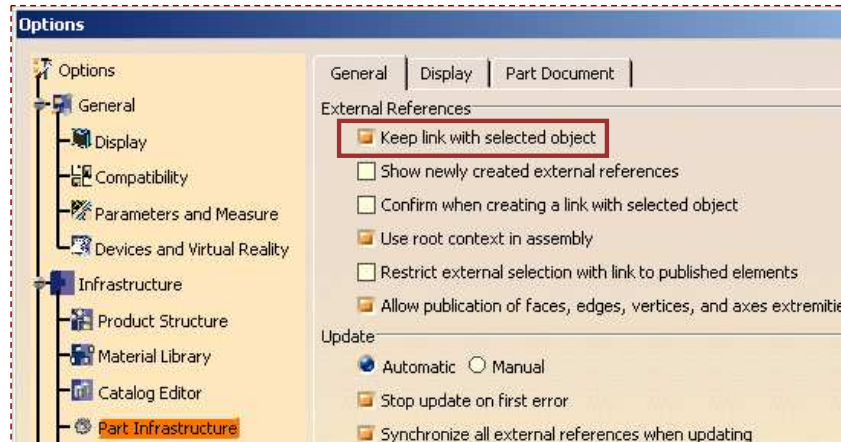 Options
Options
General
Display
Compatibility
Parameters and Measure
Devices and Virtual Reality
Infrastructure
Product Structure
Material Library
Catalog Editor
Part Infrastructure
General Display Part Document
External References
Keep link with selected object
Show newly created external references
Confirm when creating a link with selected object
Use root context in assembly
Restrict external selection with link to published elements
Allow publication of faces, edges, vertices, and axes extremitie
Update
Automatic Manual
Stop update on first error
Synchronize all external references when updating